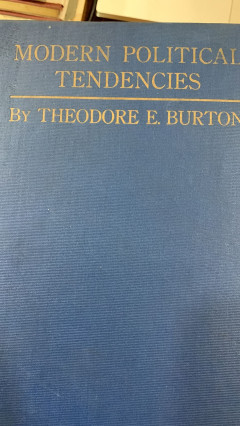 MODERN POLITICAL
TENDENCIES
BY THEODORE E. BURTON